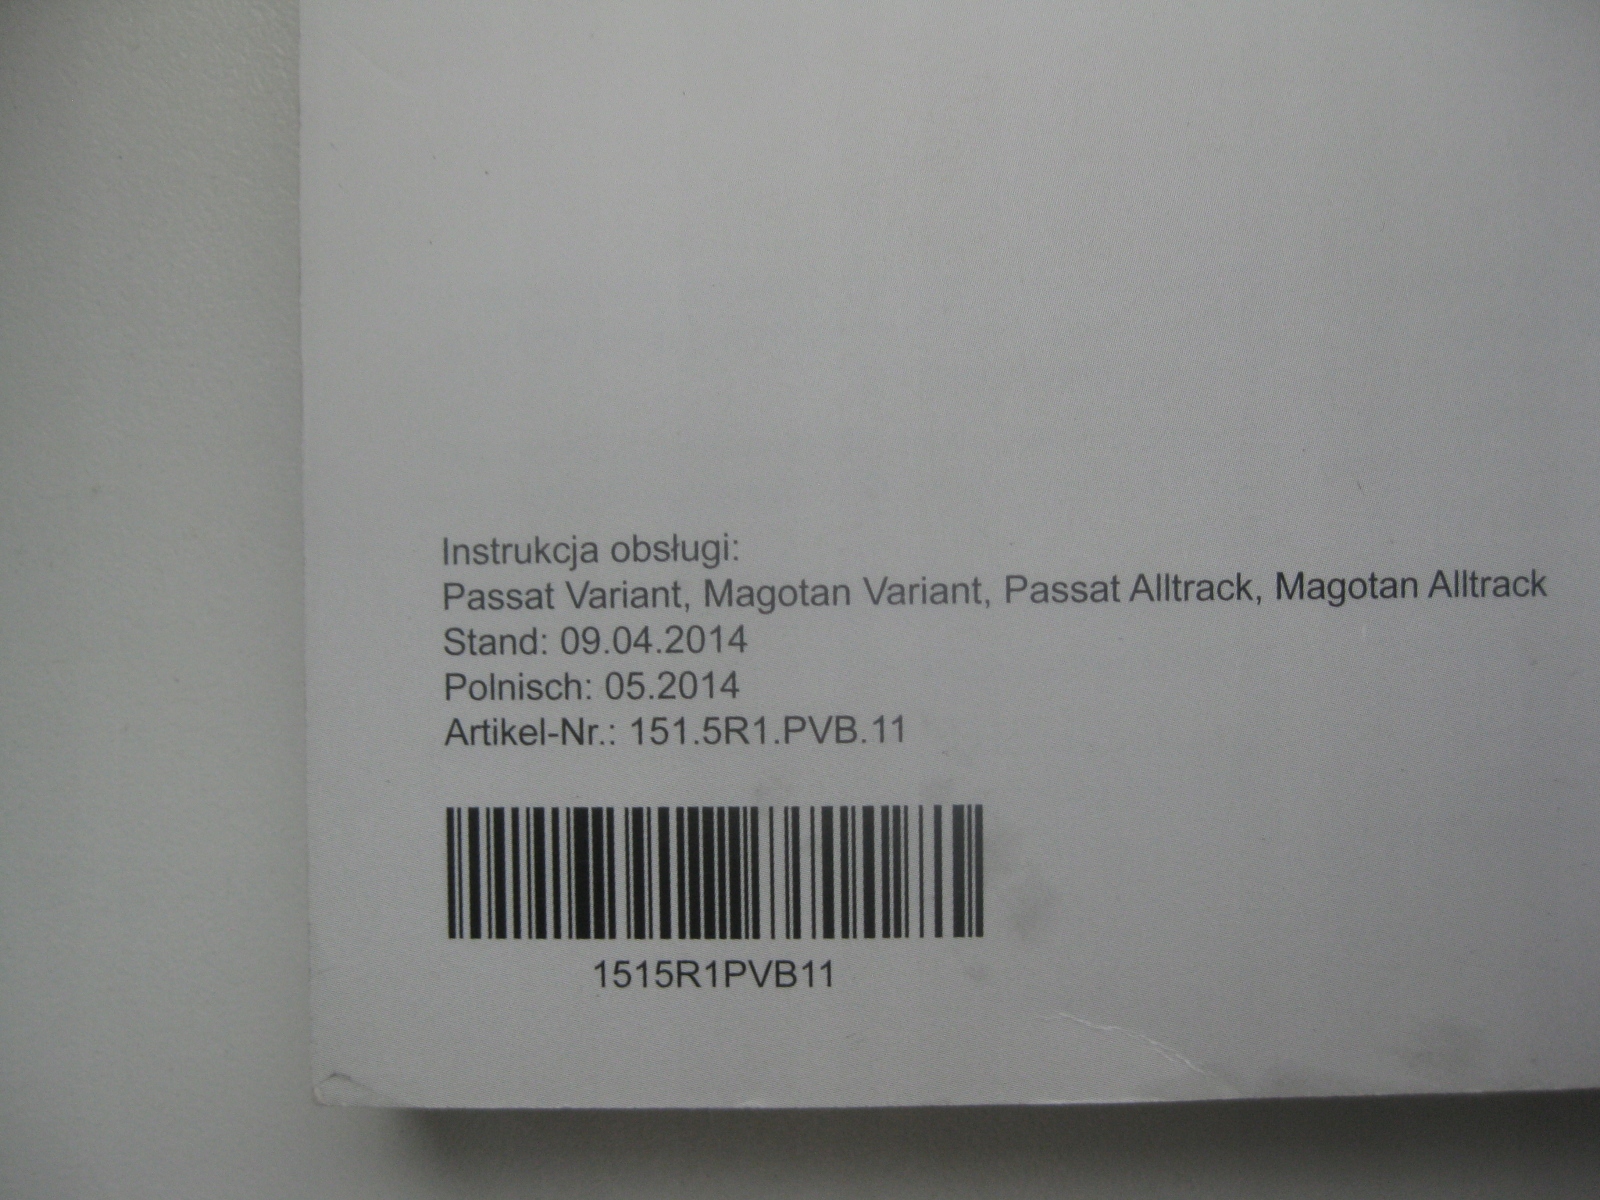 Instrukcja obsługi:
Passat Variant, Magotan Variant, Passat Alltrack, Magotan Alltrack
Stand: 09.04.2014
Polnisch: 05.2014
Artikel-Nr.: 151.5R1.PVB.11
1515R1PVB11